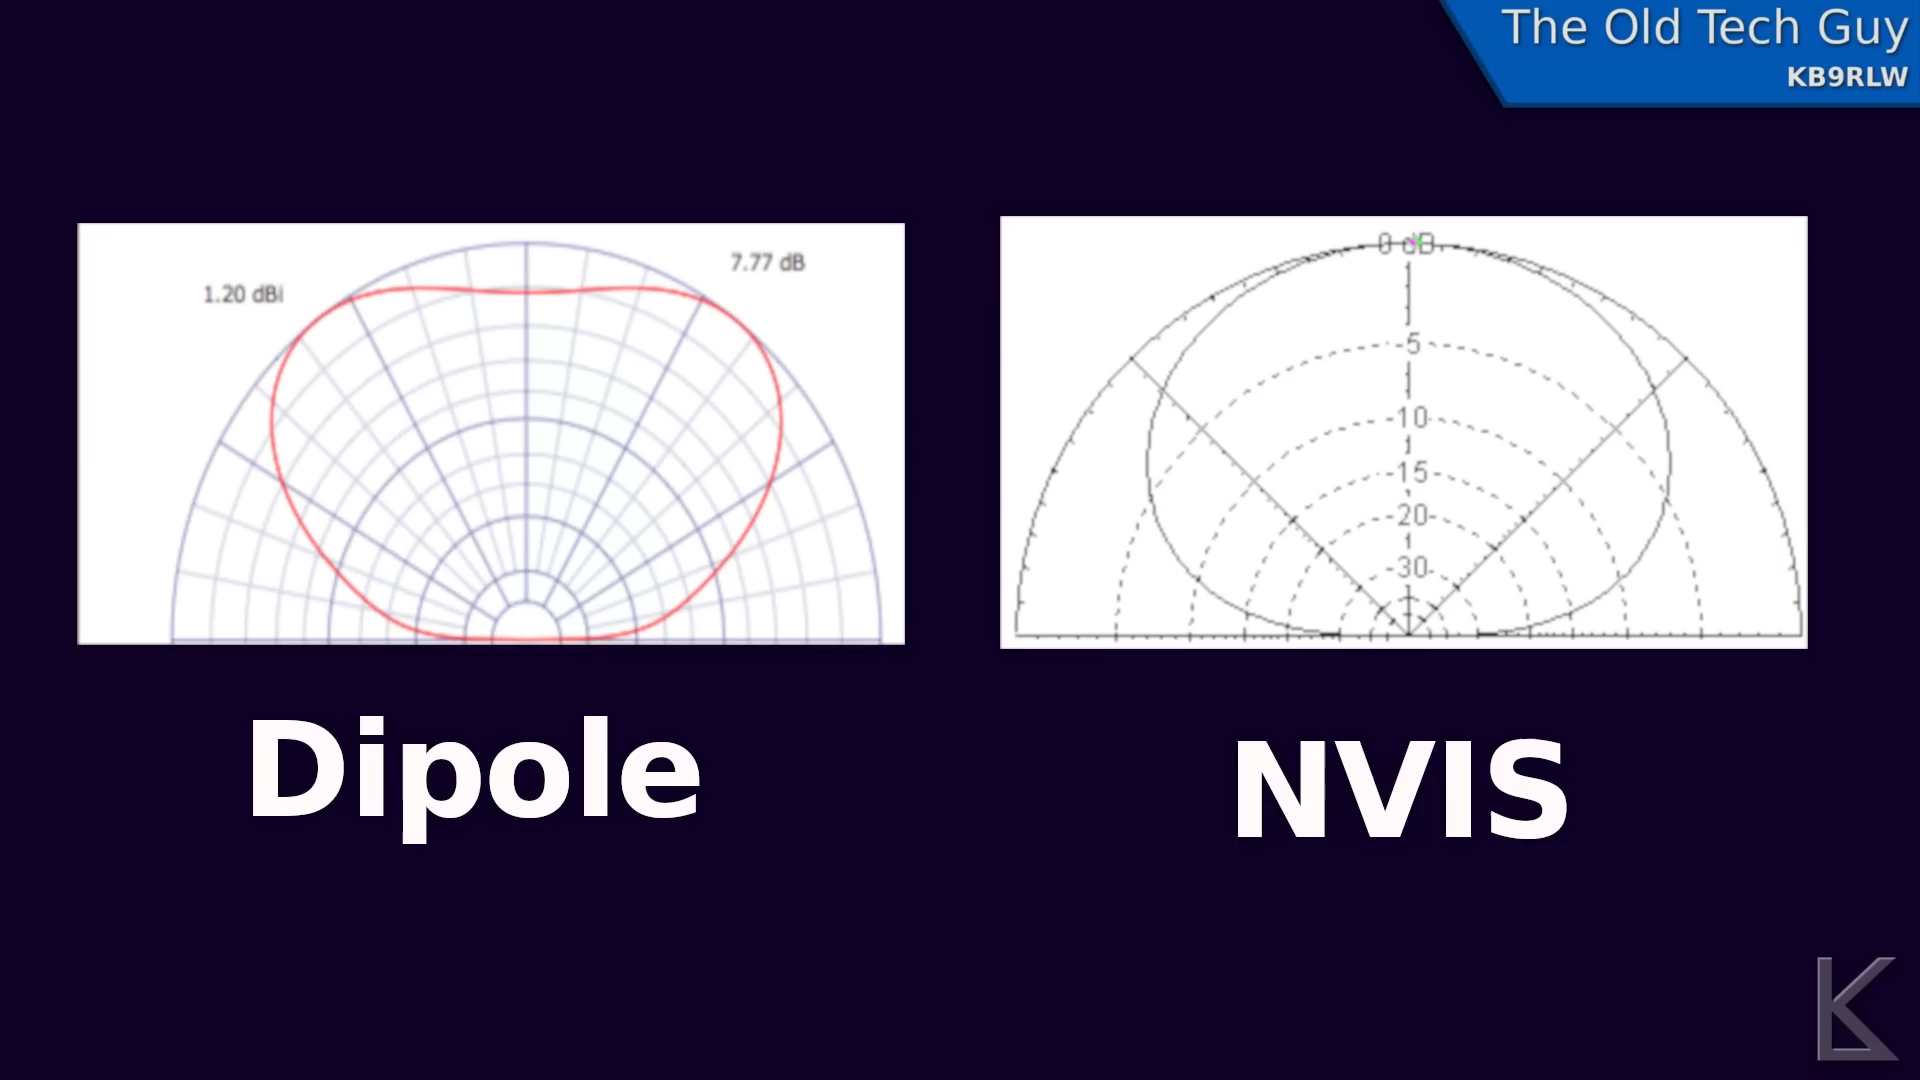 The Old Tech Guy
KB9RLW
1.20 dBi
7.77 dB
0 dB
-5
-10
-15
-20
-30
Dipole
NVIS
K